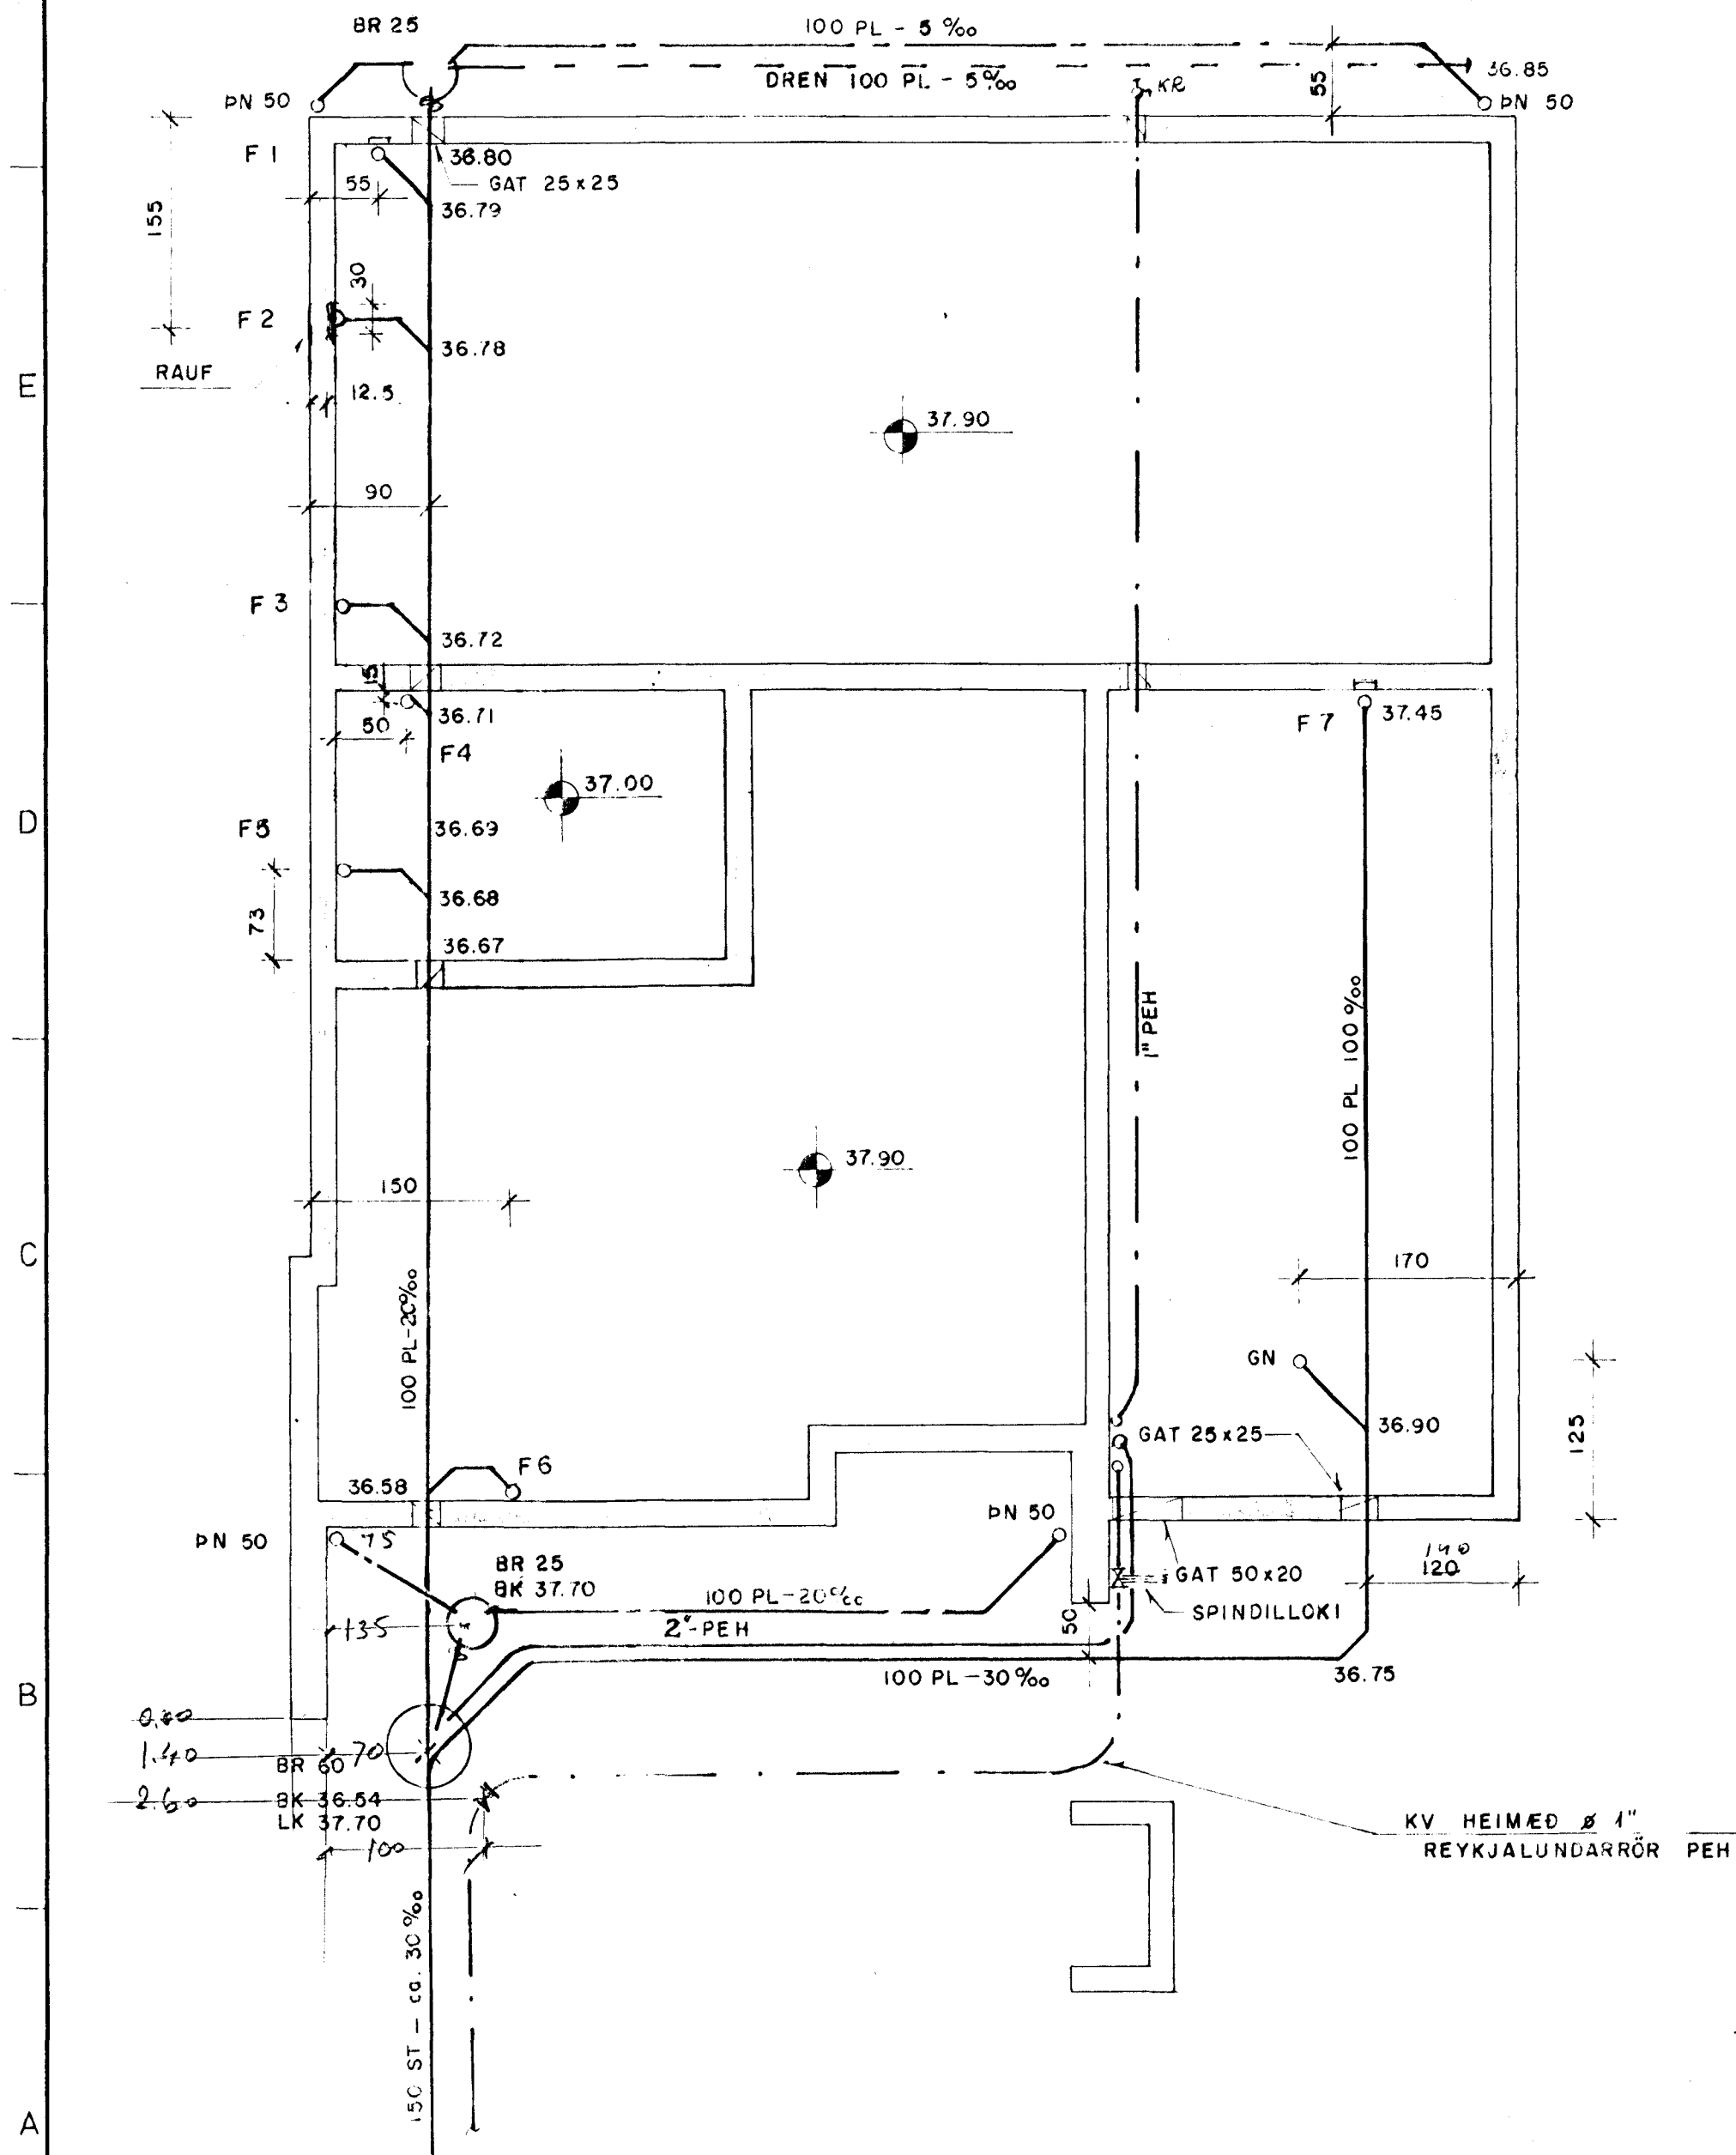 BR 25
100 PL - 5 ‰
DREN 100 PL - 5‰
36.85
ÞN 50
KR
55
ÞN 50
F 1
36.80
GAT 25x25
55
36.79
155
30
F 2
36.78
RAUF
12.5
E
37.90
90
F 3
36.72
15
36.71
50
F4
F 7
37.45
37.00
D
F5
36.69
36.68
73
36.67
1" PEH
100 PL 100 ‰
37.90
150
C
170
100 PL-20‰
GN
36.90
GAT 25x25
125
F 6
36.58
ÞN 50
ÞN 50
75
BR 25
BK 37.70
140
120
GAT 50x20
100 PL-20‰
SPINDILLOKI
135
2"-PEH
50
100 PL-30‰
36.75
B
1.40
70
BR 60
2.60
BK 36.54
LK 37.70
100
KV HEIMÆÐ ø 1"
REYKJALUNDARRÖR PEH
150 ST - ca. 30 ‰
A